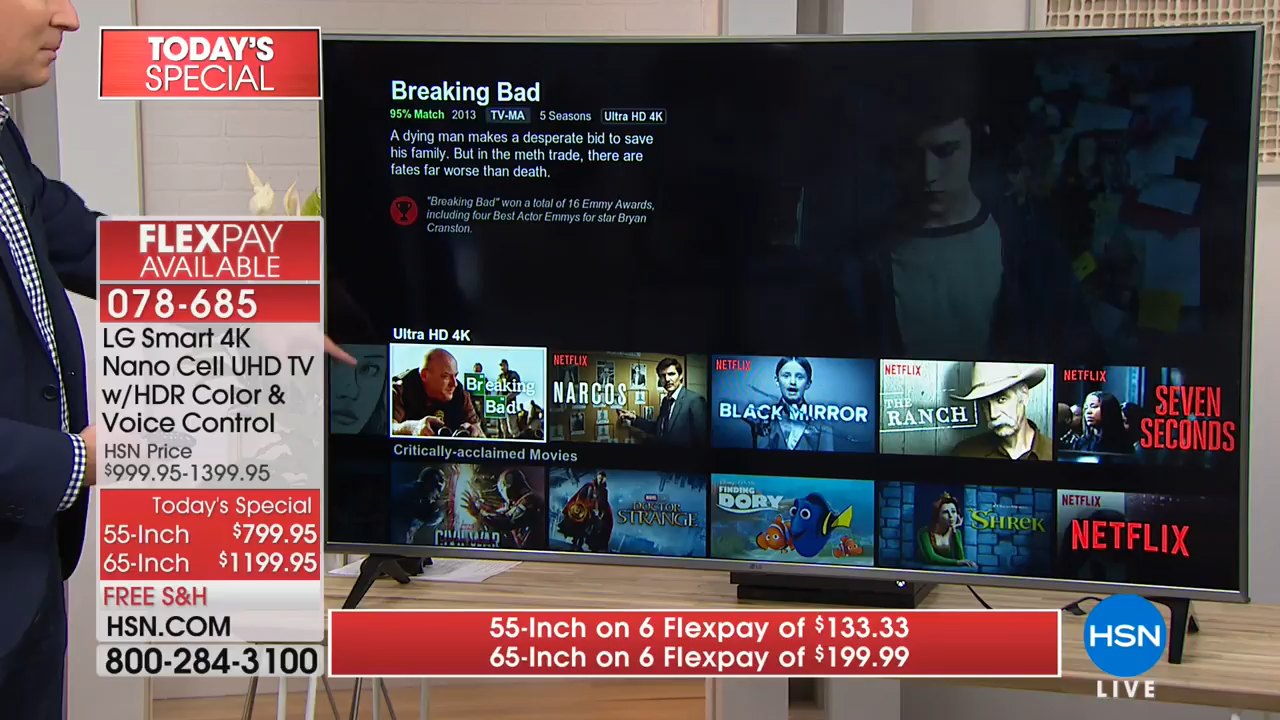 TODAY'S
SPECIAL
FLEXPAY
AVAILABLE
078-685
LG Smart 4K
Nano Cell UHD TV
w/HDR Color &
Voice Control
HSN Price
$999.95-1399.95
Today's Special
55-Inch $799.95
65-Inch $1199.95
FREE S&H
HSN.COM
800-284-3100
Breaking Bad
95% Match 2013 TV-MA 5 Seasons Ultra HD 4K
A dying man makes a desperate bid to save
his family. But in the meth trade, there are
fates far worse than death.
"Breaking Bad" won a total of 16 Emmy Awards,
including four Best Actor Emmys for star Bryan
Cranston.
Ultra HD 4K
Breaking
Bad
NETFLIX
NARCOS
NETFLIX
BLACK MIRROR
NETFLIX
THE
RANCH
NETFLIX
SEVEN
SECONDS
Critically-acclaimed Movies
CIVIL WAR
MARVEL
DOCTOR
STRANGE
FINDING
DORY
SHREK
NETFLIX
NETFLIX
LG
55-Inch on 6 Flexpay of $133.33
65-Inch on 6 Flexpay of $199.99
HSN
LIVE